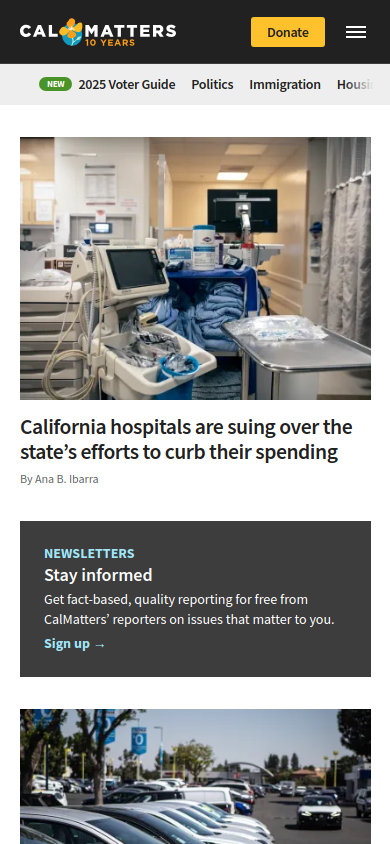 CALMATTERS
10 YEARS
Donate
NEW 2025 Voter Guide Politics Immigration
California hospitals are suing over the
state’s efforts to curb their spending
By Ana B. Ibarra
NEWSLETTERS
Stay informed
Get fact-based, quality reporting for free from
CalMatters’ reporters on issues that matter to you.
Sign up →